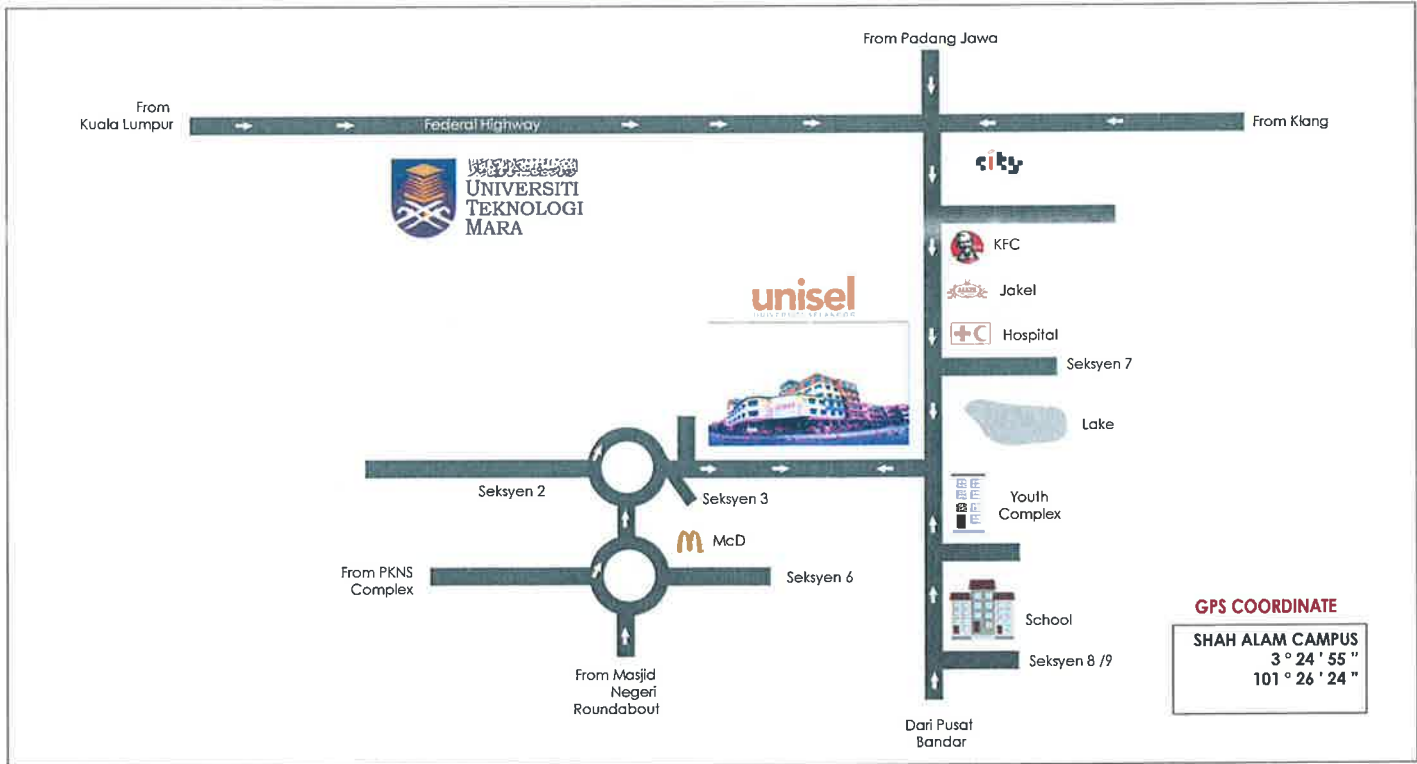 From Padang Jawa
From
Kuala Lumpur
Federal Highway
From Klang
UNIVERSITI
TEKNOLOGI
MARA
city
KFC
unisel
UNIVERSITI SELANGOR
Jakel
Hospital
Seksyen 7
Lake
Seksyen 2
Seksyen 3
Youth
Complex
McD
From PKNS
Complex
Seksyen 6
School
GPS COORDINATE
SHAH ALAM CAMPUS
3 ° 24 ' 55 "
101 ° 26 ' 24 "
Seksyen 8 /9
From Masjid
Negeri
Roundabout
Dari Pusat
Bandar